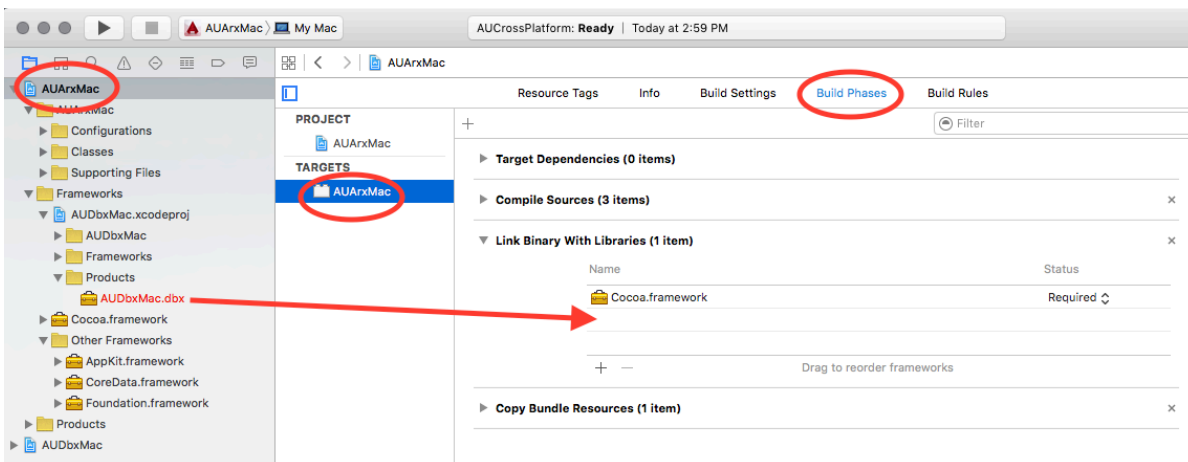 AUArxMac My Mac AUCrossPlatform: Ready | Today at 2:59 PM
AUArxMac
AUArxMac
AUArxMac
Configurations
Classes
Supporting Files
Frameworks
AUDbxMac.xcodeproj
AUDbxMac
Frameworks
Products
AUDbxMac.dbx
Cocoa.framework
Other Frameworks
AppKit.framework
CoreData.framework
Foundation.framework
Products
AUDbxMac
PROJECT
AUArxMac
TARGETS
AUArxMac
Resource Tags Info Build Settings Build Phases Build Rules
Filter
Target Dependencies (0 items)
Compile Sources (3 items)
Link Binary With Libraries (1 item)
Name Status
Cocoa.framework Required
Drag to reorder frameworks
Copy Bundle Resources (1 item)